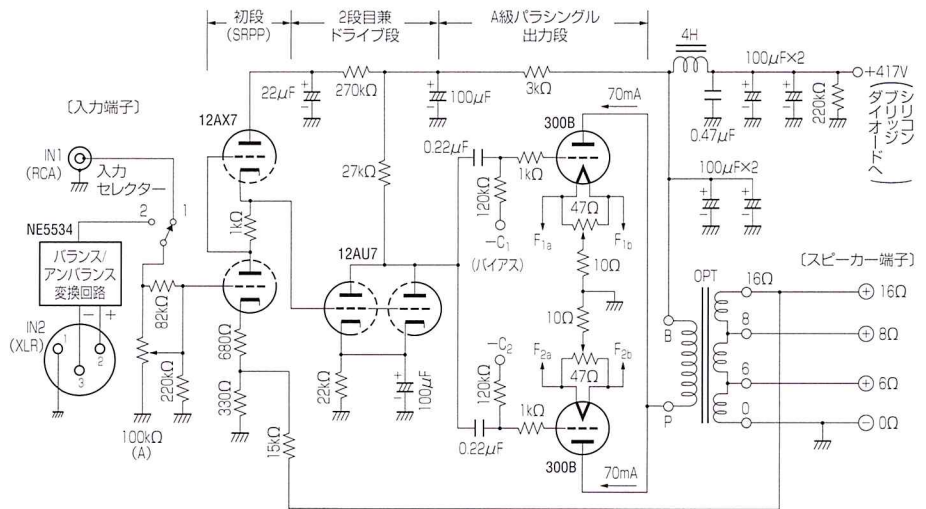 初段
(SRPP)
2段目兼
ドライブ段
A級パラシングル
出力段
4H
100μF×2
+417V
22μF
270kΩ
100μF
3kΩ
70mA
0.47μF
220kΩ
シリコン
ブリッジ
ダイオードへ
〔入力端子〕
12AX7
300B
0.22μF
IN1
(RCA)
入力
セレクター
27kΩ
120kΩ
1kΩ
100μF×2
2
1
1kΩ
47Ω
F1a
F1b
NE5534
−C1
(バイアス)
12AU7
10Ω
OPT
〔スピーカー端子〕
バランス/
アンバランス
変換回路
16Ω
+ 16Ω
− +
82kΩ
10Ω
B
8
+ 8Ω
IN2
(XLR)
1
2
3
680Ω
−C2
F2a
F2b
6
+ 6Ω
220kΩ
330Ω
22kΩ
100μF
120kΩ
47Ω
1kΩ
P
0
− 0Ω
100kΩ
(A)
15kΩ
0.22μF
300B
70mA